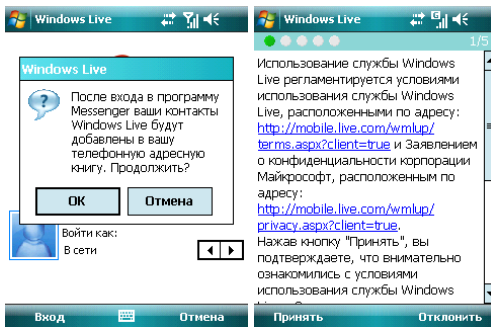 Windows Live
Windows Live
После входа в программу
Messenger ваши контакты
Windows Live будут
добавлены в вашу
телефонную адресную
книгу. Продолжить?
OK
Отмена
Войти как:
В сети
Вход
Отмена
Windows Live
1/5
Использование службы Windows
Live регламентируется условиями
использования службы Windows
Live, расположенными по адресу:
http://mobile.live.com/wmlup/
terms.aspx?client=true и Заявлением
о конфиденциальности корпорации
Майкрософт, расположенным по
адресу:
http://mobile.live.com/wmlup/
privacy.aspx?client=true.
Нажав кнопку "Принять", вы
подтверждаете, что внимательно
ознакомились с условиями
использования службы Windows
Принять
Отклонить